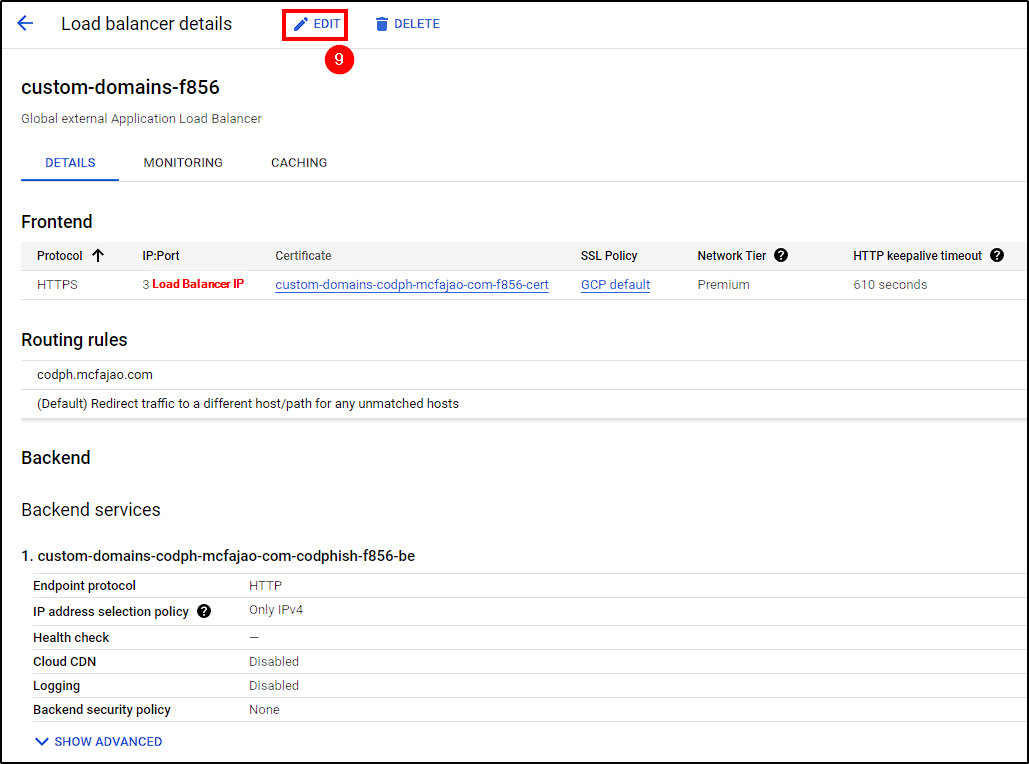 Load balancer details EDIT DELETE
9
custom-domains-f856
Global external Application Load Balancer
DETAILS MONITORING CACHING
Frontend
Protocol IP:Port Certificate SSL Policy Network Tier ? HTTP keepalive timeout ?
HTTPS 3 Load Balancer IP custom-domains-codph-mcfajao-com-f856-cert GCP default Premium 610 seconds
Routing rules
codph.mcfajao.com
(Default) Redirect traffic to a different host/path for any unmatched hosts
Backend
Backend services
1. custom-domains-codph-mcfajao-com-codphish-f856-be
Endpoint protocol HTTP
IP address selection policy ? Only IPv4
Health check —
Cloud CDN Disabled
Logging Disabled
Backend security policy None
SHOW ADVANCED